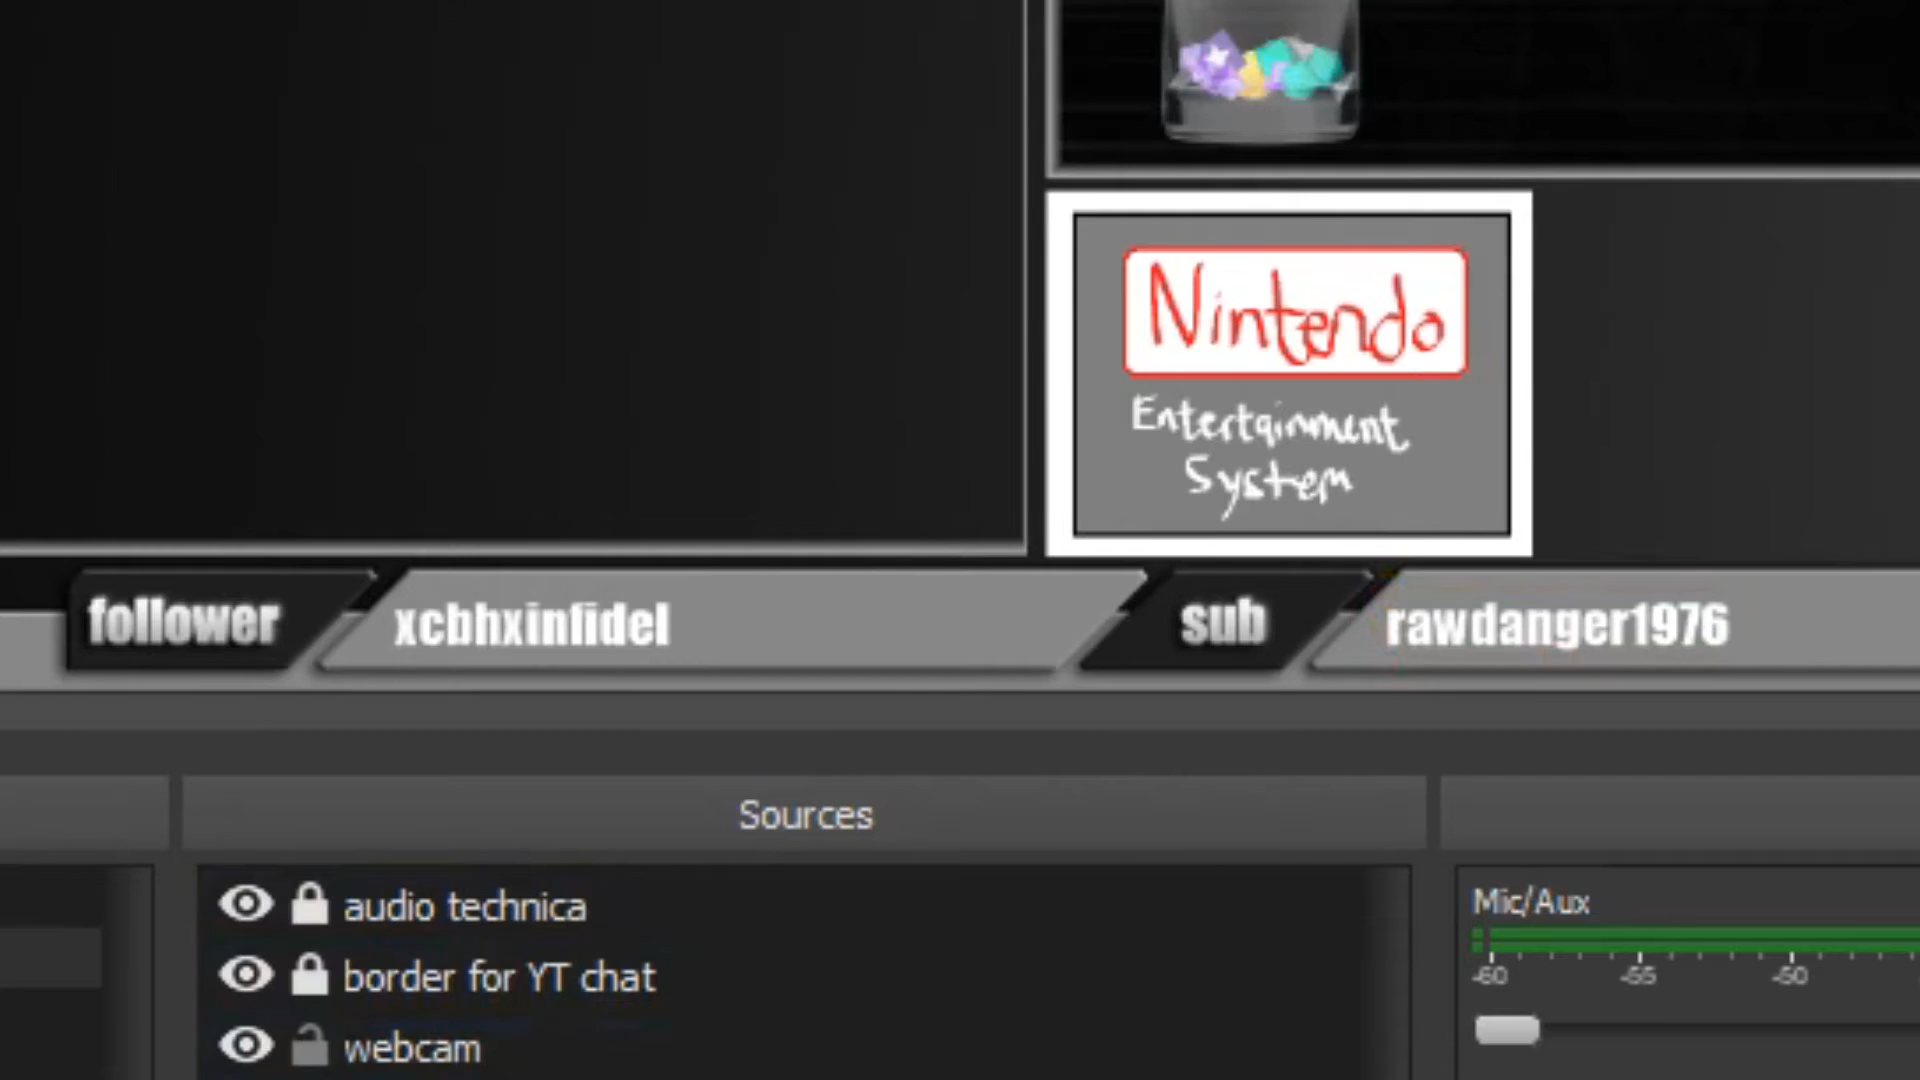 Nintendo
Entertainment
System
follower xcbhxinfidel sub rawdanger1976
Sources
audio technica
border for YT chat
webcam
Mic/Aux
-60 -55 -50